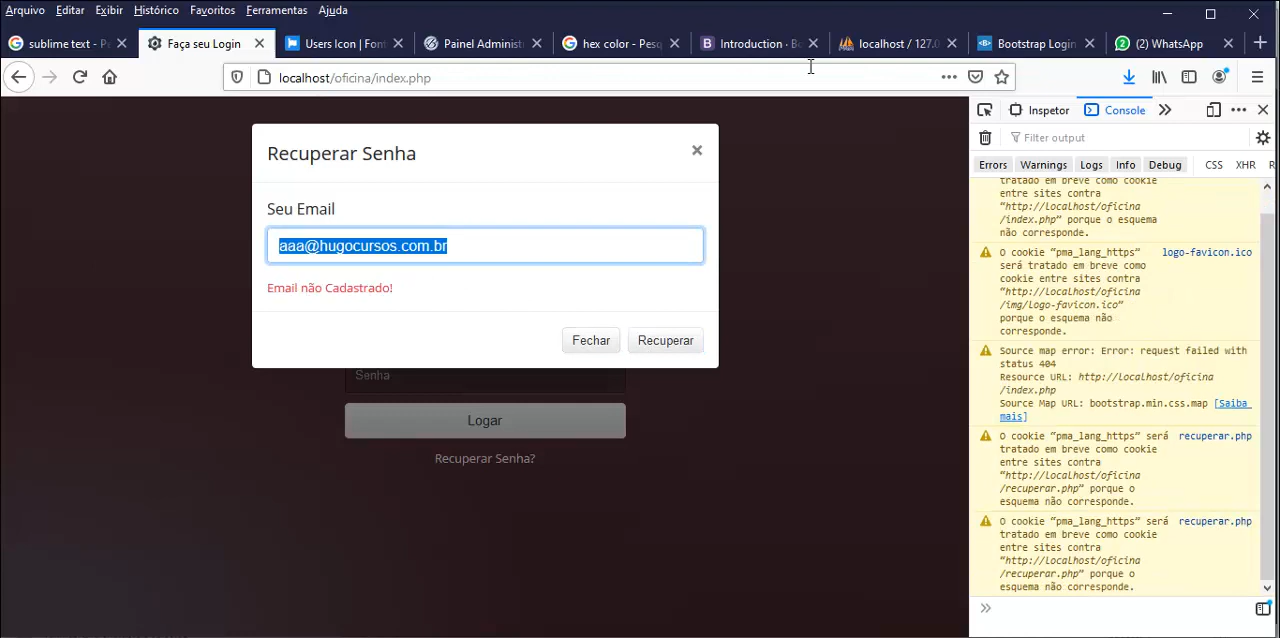 Arquivo Editar Exibir Histórico Favoritos Ferramentas Ajuda
sublime text - Pe
Faça seu Login
Users Icon | Font
Painel Administ
hex color - Pesq
Introduction · Bo
localhost / 127.0
Bootstrap Login
(2) WhatsApp
localhost/oficina/index.php
Inspetor
Console
Filter output
Errors Warnings Logs Info Debug CSS XHR R
Recuperar Senha
×
Seu Email
aaa@hugocursos.com.br
Email não Cadastrado!
Fechar
Recuperar
Senha
Logar
Recuperar Senha?
tratado em breve como cookie
entre sites contra
“http://localhost/oficina
/index.php” porque o esquema
não corresponde.
O cookie “pma_lang_https” logo-favicon.ico
será tratado em breve como
cookie entre sites contra
“http://localhost/oficina
/img/logo-favicon.ico”
porque o esquema não
corresponde.
Source map error: Error: request failed with
status 404
Resource URL: http://localhost/oficina
/index.php
Source Map URL: bootstrap.min.css.map [Saiba
mais]
O cookie “pma_lang_https” será recuperar.php
tratado em breve como cookie
entre sites contra
“http://localhost/oficina
/recuperar.php” porque o
esquema não corresponde.
O cookie “pma_lang_https” será recuperar.php
tratado em breve como cookie
entre sites contra
“http://localhost/oficina
/recuperar.php” porque o
esquema não corresponde.